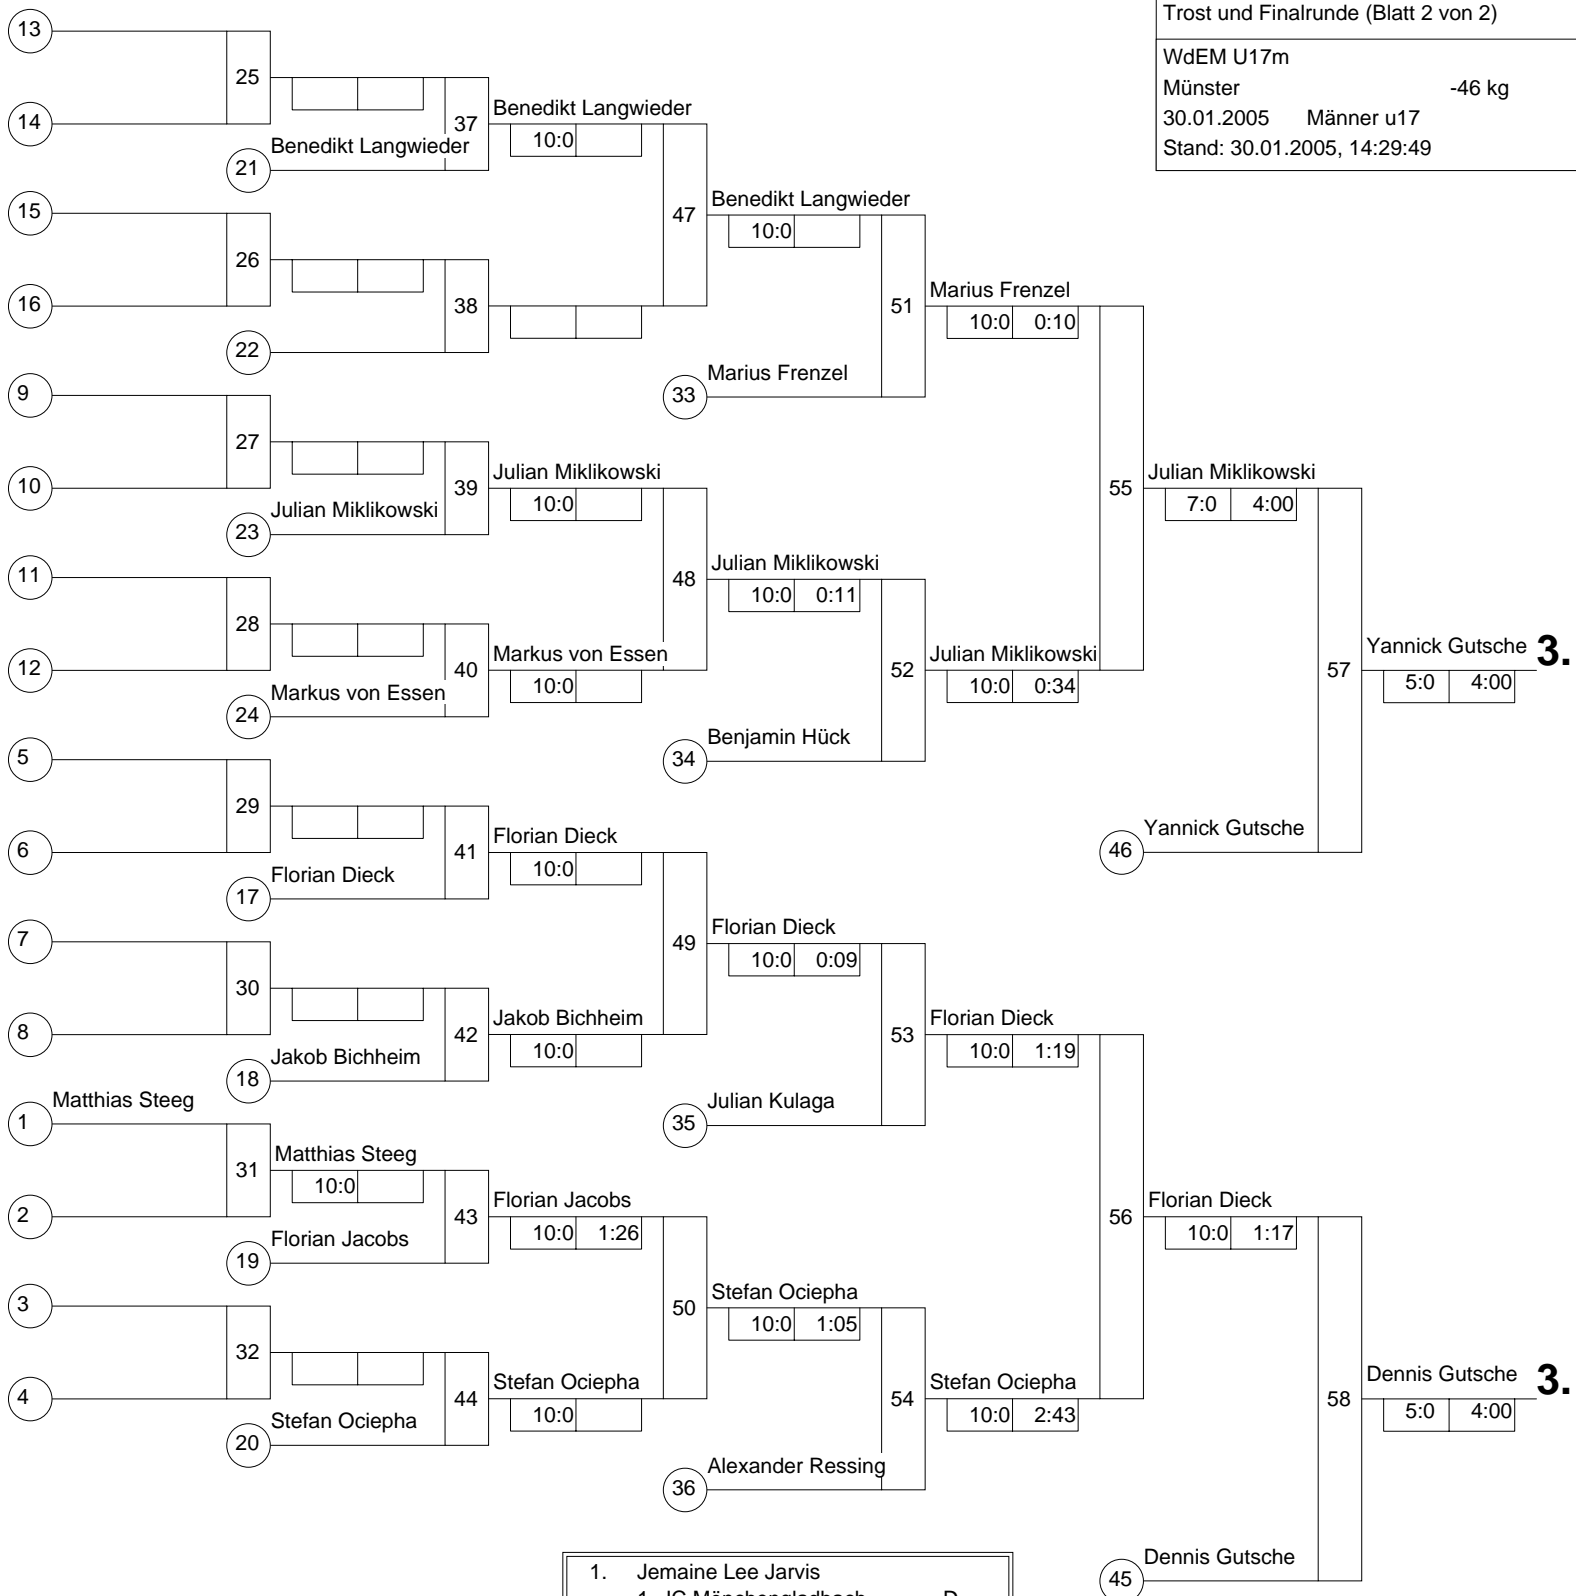 Trost und Finalrunde (Blatt 2 von 2)
WdEM U17m
Münster -46 kg
30.01.2005 Männer u17
Stand: 30.01.2005, 14:29:49
13
25
14
37
Benedikt Langwieder
10:0
Benedikt Langwieder
21
15
47
Benedikt Langwieder
10:0
26
16
38
22
51
Marius Frenzel
10:0 0:10
Marius Frenzel
33
9
27
10
39
Julian Miklikowski
10:0
Julian Miklikowski
23
55
Julian Miklikowski
7:0 4:00
11
48
Julian Miklikowski
10:0 0:11
28
12
40
Markus von Essen
10:0
Markus von Essen
24
52
Julian Miklikowski
10:0 0:34
57
Yannick Gutsche 3.
5:0 4:00
Benjamin Hück
34
5
29
6
41
Florian Dieck
10:0
Florian Dieck
17
Yannick Gutsche
46
7
49
Florian Dieck
10:0 0:09
30
8
42
Jakob Bichheim
10:0
Jakob Bichheim
18
53
Florian Dieck
10:0 1:19
Julian Kulaga
35
Matthias Steeg
1
31
Matthias Steeg
10:0
2
43
Florian Jacobs
10:0 1:26
Florian Jacobs
19
56
Florian Dieck
10:0 1:17
3
50
Stefan Ociepha
10:0 1:05
32
4
44
Stefan Ociepha
10:0
Stefan Ociepha
20
54
Stefan Ociepha
10:0 2:43
58
Dennis Gutsche 3.
5:0 4:00
Alexander Ressing
36
Dennis Gutsche
45
1. Jemaine Lee Jarvis
1. JC Mönchengladbach D